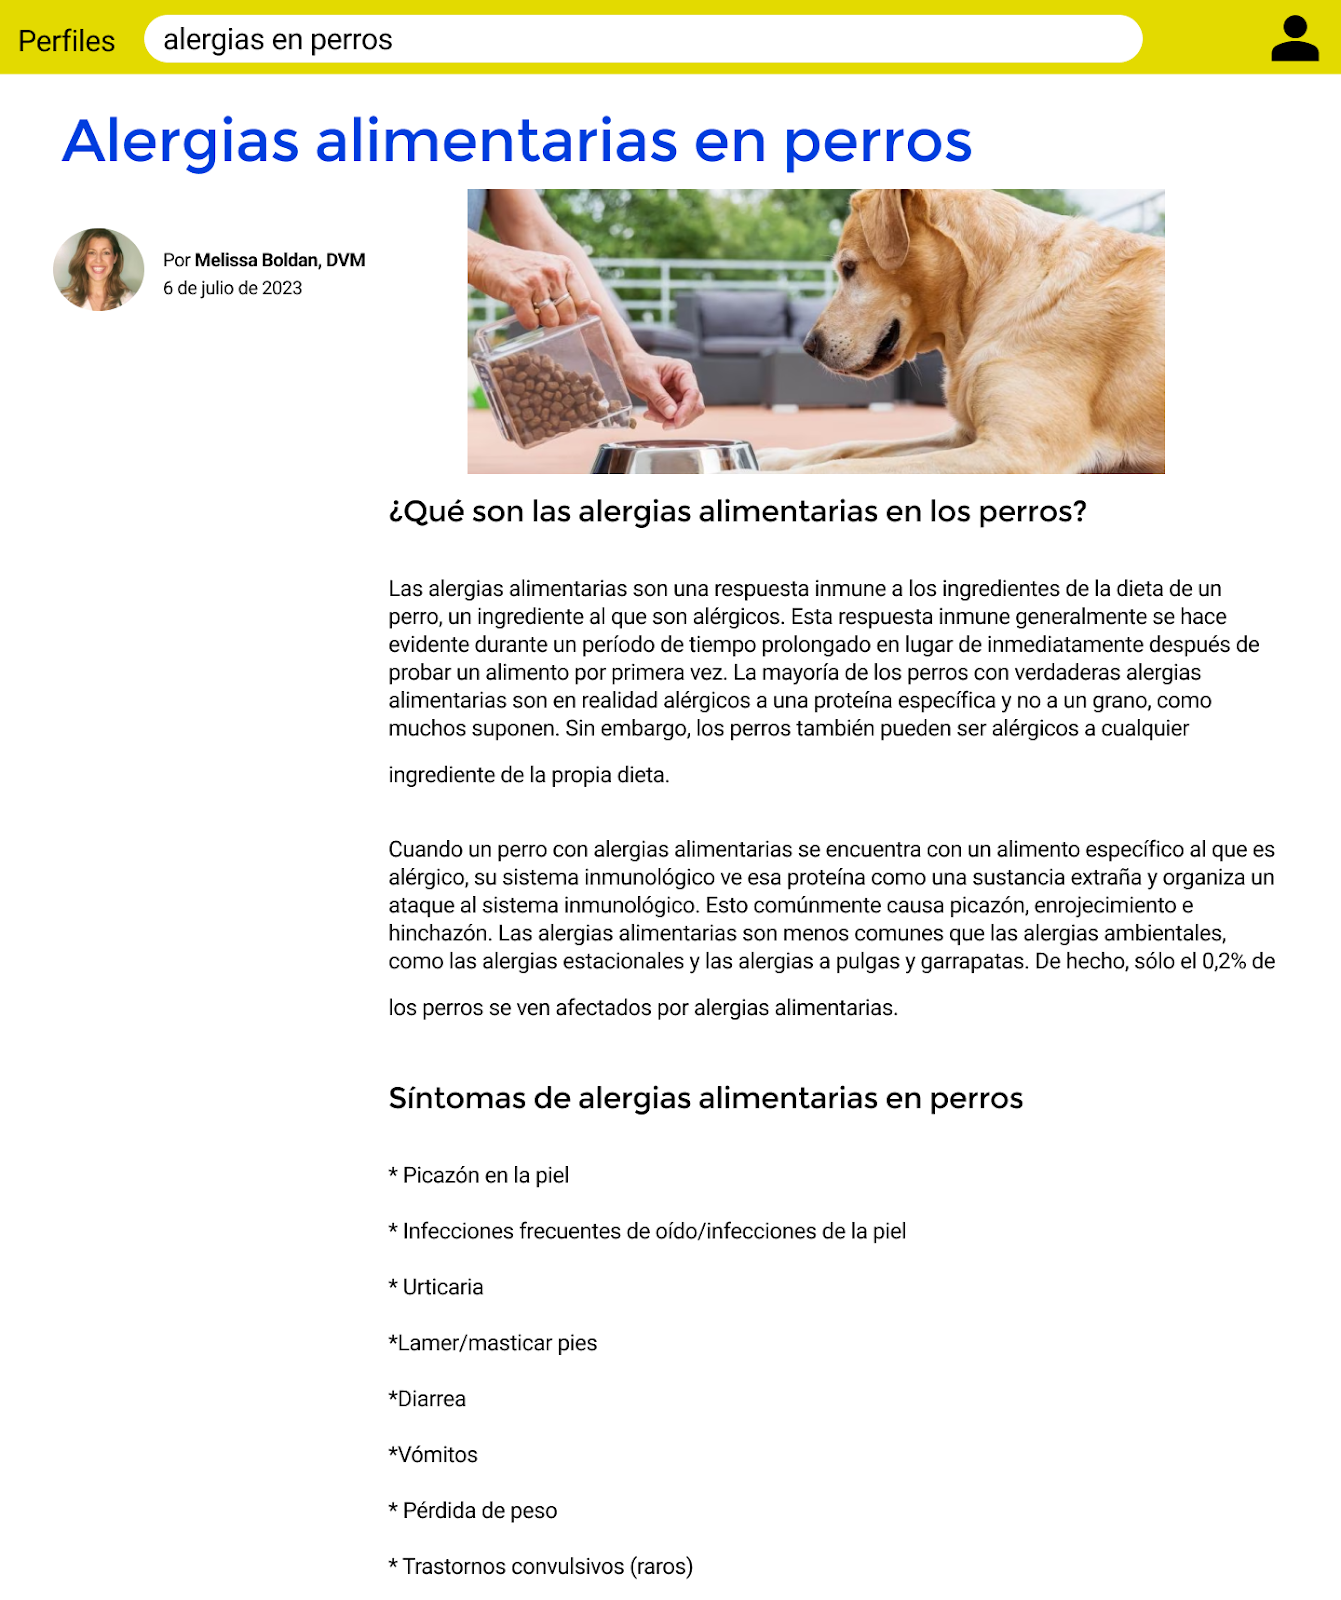 Perfiles
alergias en perros
Alergias alimentarias en perros
Por Melissa Boldan, DVM
6 de julio de 2023
¿Qué son las alergias alimentarias en los perros?
Las alergias alimentarias son una respuesta inmune a los ingredientes de la dieta de un
perro, un ingrediente al que son alérgicos. Esta respuesta inmune generalmente se hace
evidente durante un período de tiempo prolongado en lugar de inmediatamente después de
probar un alimento por primera vez. La mayoría de los perros con verdaderas alergias
alimentarias son en realidad alérgicos a una proteína específica y no a un grano, como
muchos suponen. Sin embargo, los perros también pueden ser alérgicos a cualquier
ingrediente de la propia dieta.
Cuando un perro con alergias alimentarias se encuentra con un alimento específico al que es
alérgico, su sistema inmunológico ve esa proteína como una sustancia extraña y organiza un
ataque al sistema inmunológico. Esto comúnmente causa picazón, enrojecimiento e
hinchazón. Las alergias alimentarias son menos comunes que las alergias ambientales,
como las alergias estacionales y las alergias a pulgas y garrapatas. De hecho, sólo el 0,2% de
los perros se ven afectados por alergias alimentarias.
Síntomas de alergias alimentarias en perros
* Picazón en la piel
* Infecciones frecuentes de oído/infecciones de la piel
* Urticaria
*Lamer/masticar pies
*Diarrea
*Vómitos
* Pérdida de peso
* Trastornos convulsivos (raros)